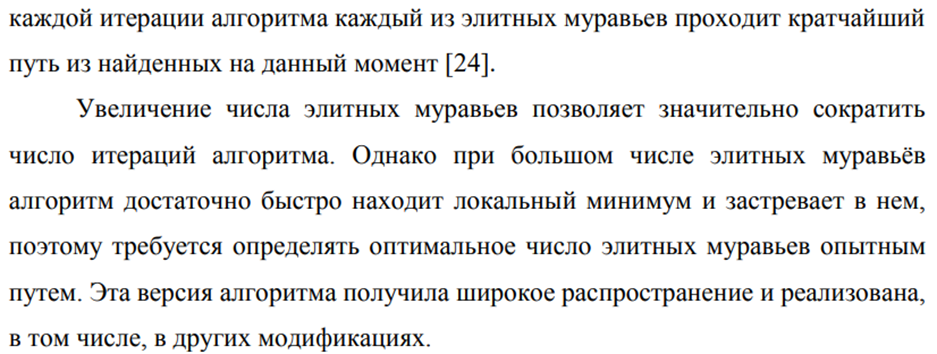 каждой итерации алгоритма каждый из элитных муравьев проходит кратчайший
путь из найденных на данный момент [24].
Увеличение числа элитных муравьев позволяет значительно сократить
число итераций алгоритма. Однако при большом числе элитных муравьёв
алгоритм достаточно быстро находит локальный минимум и застревает в нем,
поэтому требуется определять оптимальное число элитных муравьев опытным
путем. Эта версия алгоритма получила широкое распространение и реализована,
в том числе, в других модификациях.